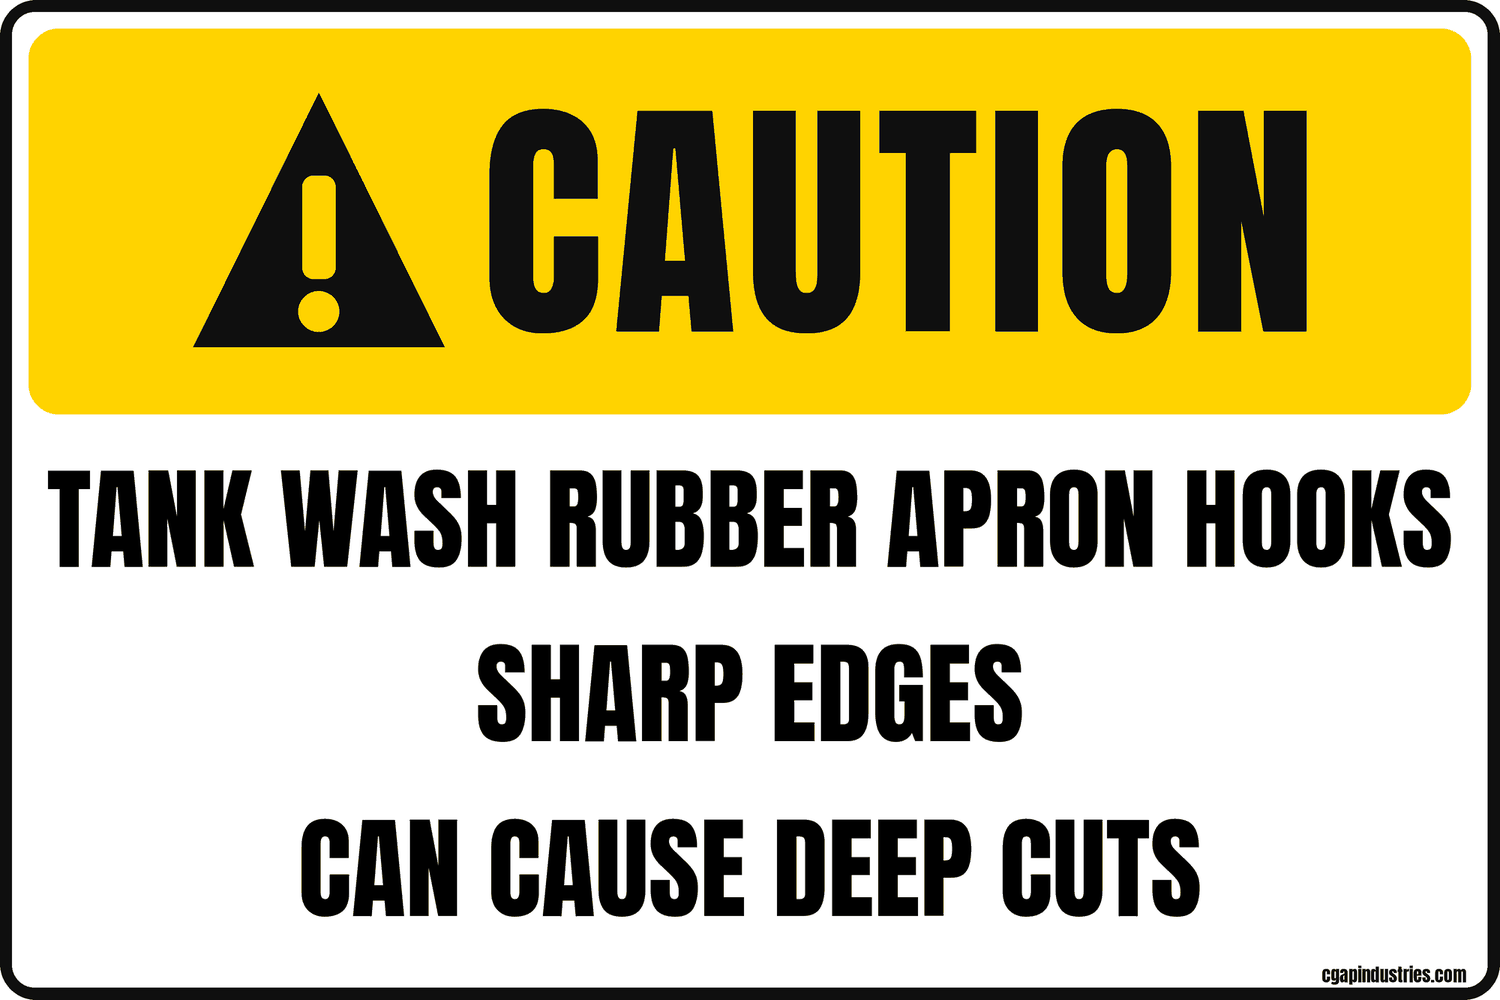 CAUTION
TANK WASH RUBBER APRON HOOKS
SHARP EDGES
CAN CAUSE DEEP CUTS
cgapindustries.com